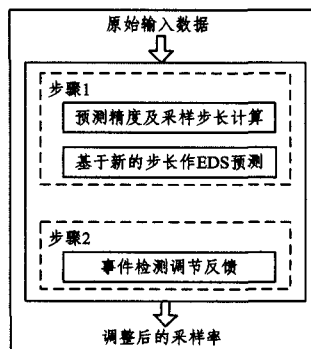 原始输入数据
步骤1
预测精度及采样步长计算
基于新的步长作EDS预测
步骤2
事件检测调节反馈
调整后的采样率